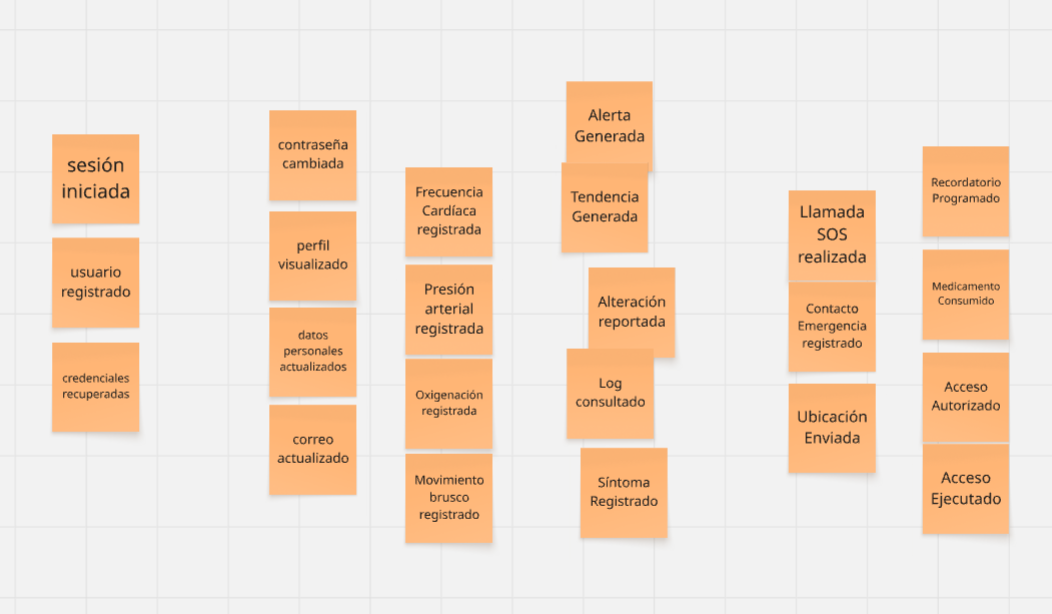 sesión
iniciada
usuario
registrado
credenciales
recuperadas
contraseña
cambiada
perfil
visualizado
datos
personales
actualizados
correo
actualizado
Frecuencia
Cardíaca
registrada
Presión
arterial
registrada
Oxigenación
registrada
Movimiento
brusco
registrado
Alerta
Generada
Tendencia
Generada
Alteración
reportada
Log
consultado
Síntoma
Registrado
Llamada
SOS
realizada
Contacto
Emergencia
registrado
Ubicación
Enviada
Recordatorio
Programado
Medicamento
Consumido
Acceso
Autorizado
Acceso
Ejecutado